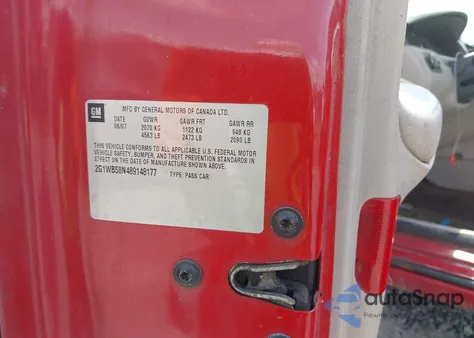 GM
MFD BY GENERAL MOTORS OF CANADA LTD.
DATE GVWR GAWR FRT GAWR RR
06/07 2070 KG 1122 KG 948 KG
4563 LB 2473 LB 2090 LB
THIS VEHICLE CONFORMS TO ALL APPLICABLE U.S. FEDERAL MOTOR
VEHICLE SAFETY, BUMPER, AND THEFT PREVENTION STANDARDS IN
EFFECT ON THE DATE OF MANUFACTURE SHOWN ABOVE.
2G1WB58N489148177 TYPE: PASS CAR
autoSnap